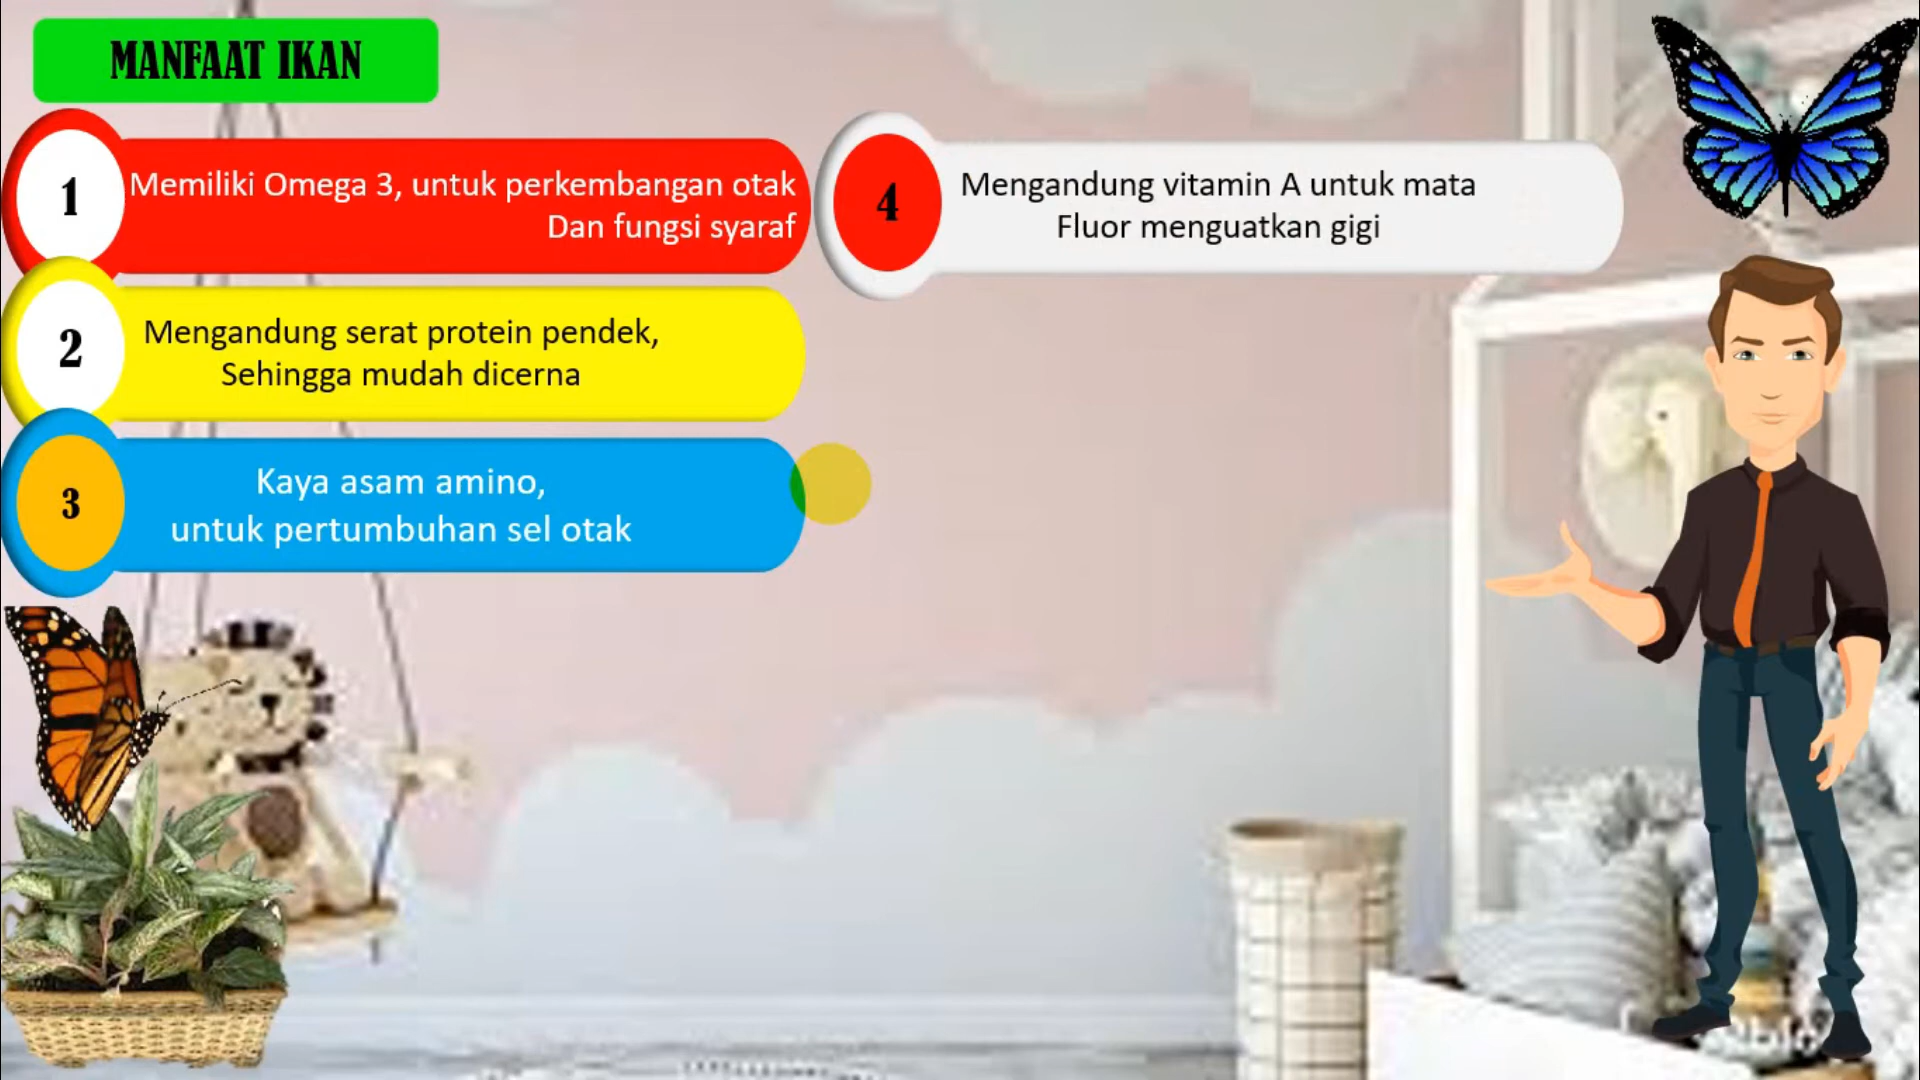 MANFAAT IKAN
1
Memiliki Omega 3, untuk perkembangan otak
Dan fungsi syaraf
2
Mengandung serat protein pendek,
Sehingga mudah dicerna
3
Kaya asam amino,
untuk pertumbuhan sel otak
4
Mengandung vitamin A untuk mata
Fluor menguatkan gigi